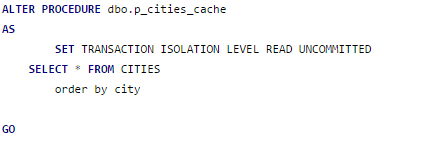 ALTER PROCEDURE dbo.p_cities_cache
AS
SET TRANSACTION ISOLATION LEVEL READ UNCOMMITTED
SELECT * FROM CITIES
order by city
GO